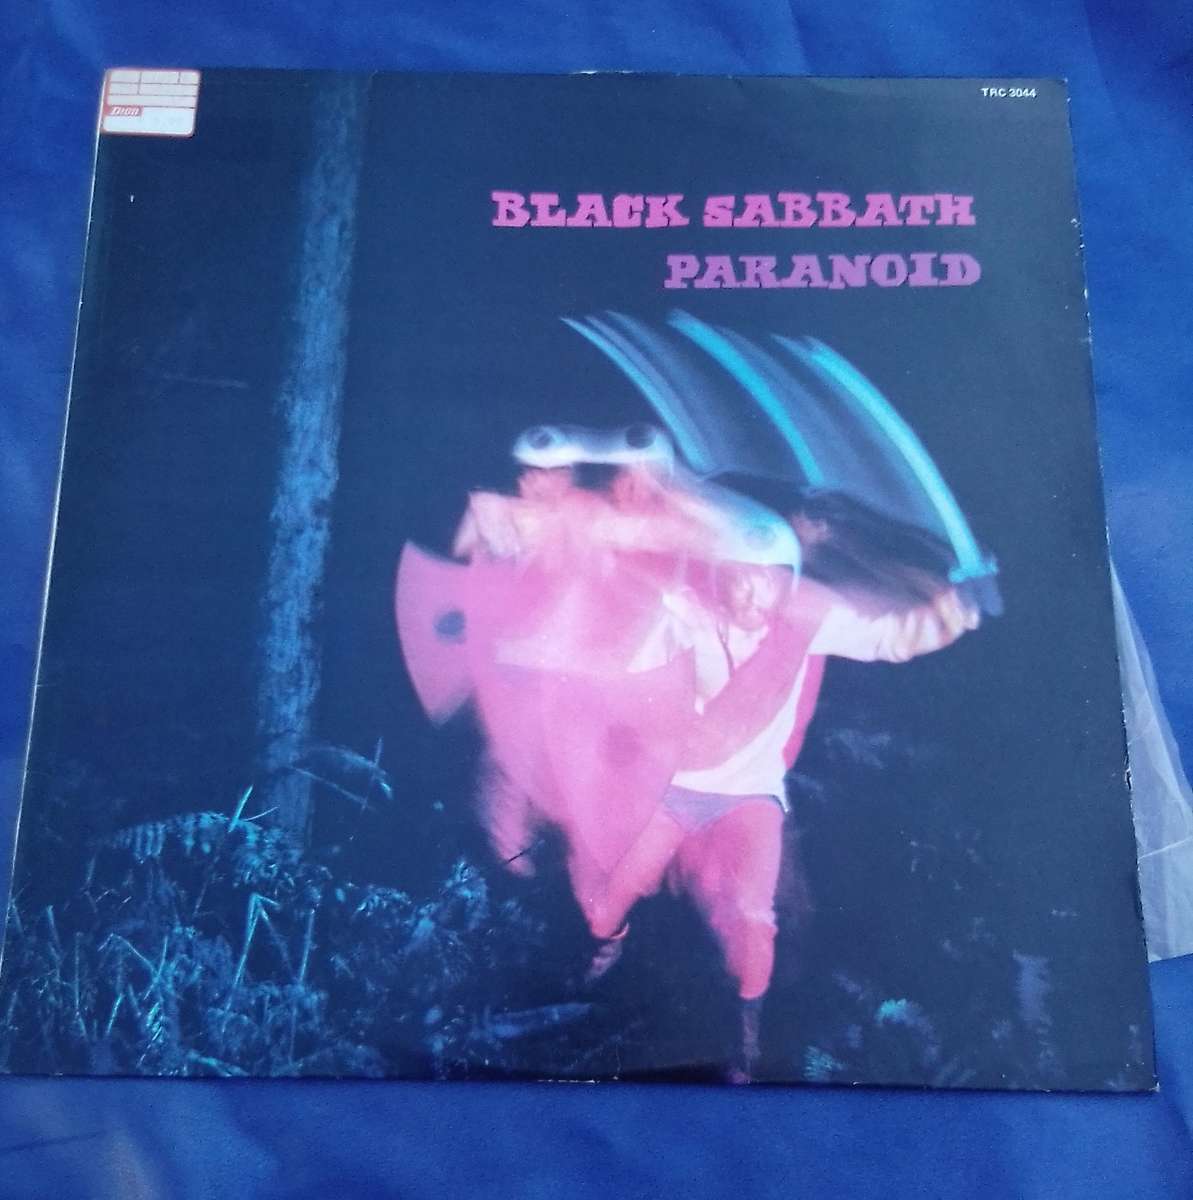 TRC 3044
BLACK SABBATH
PARANOID